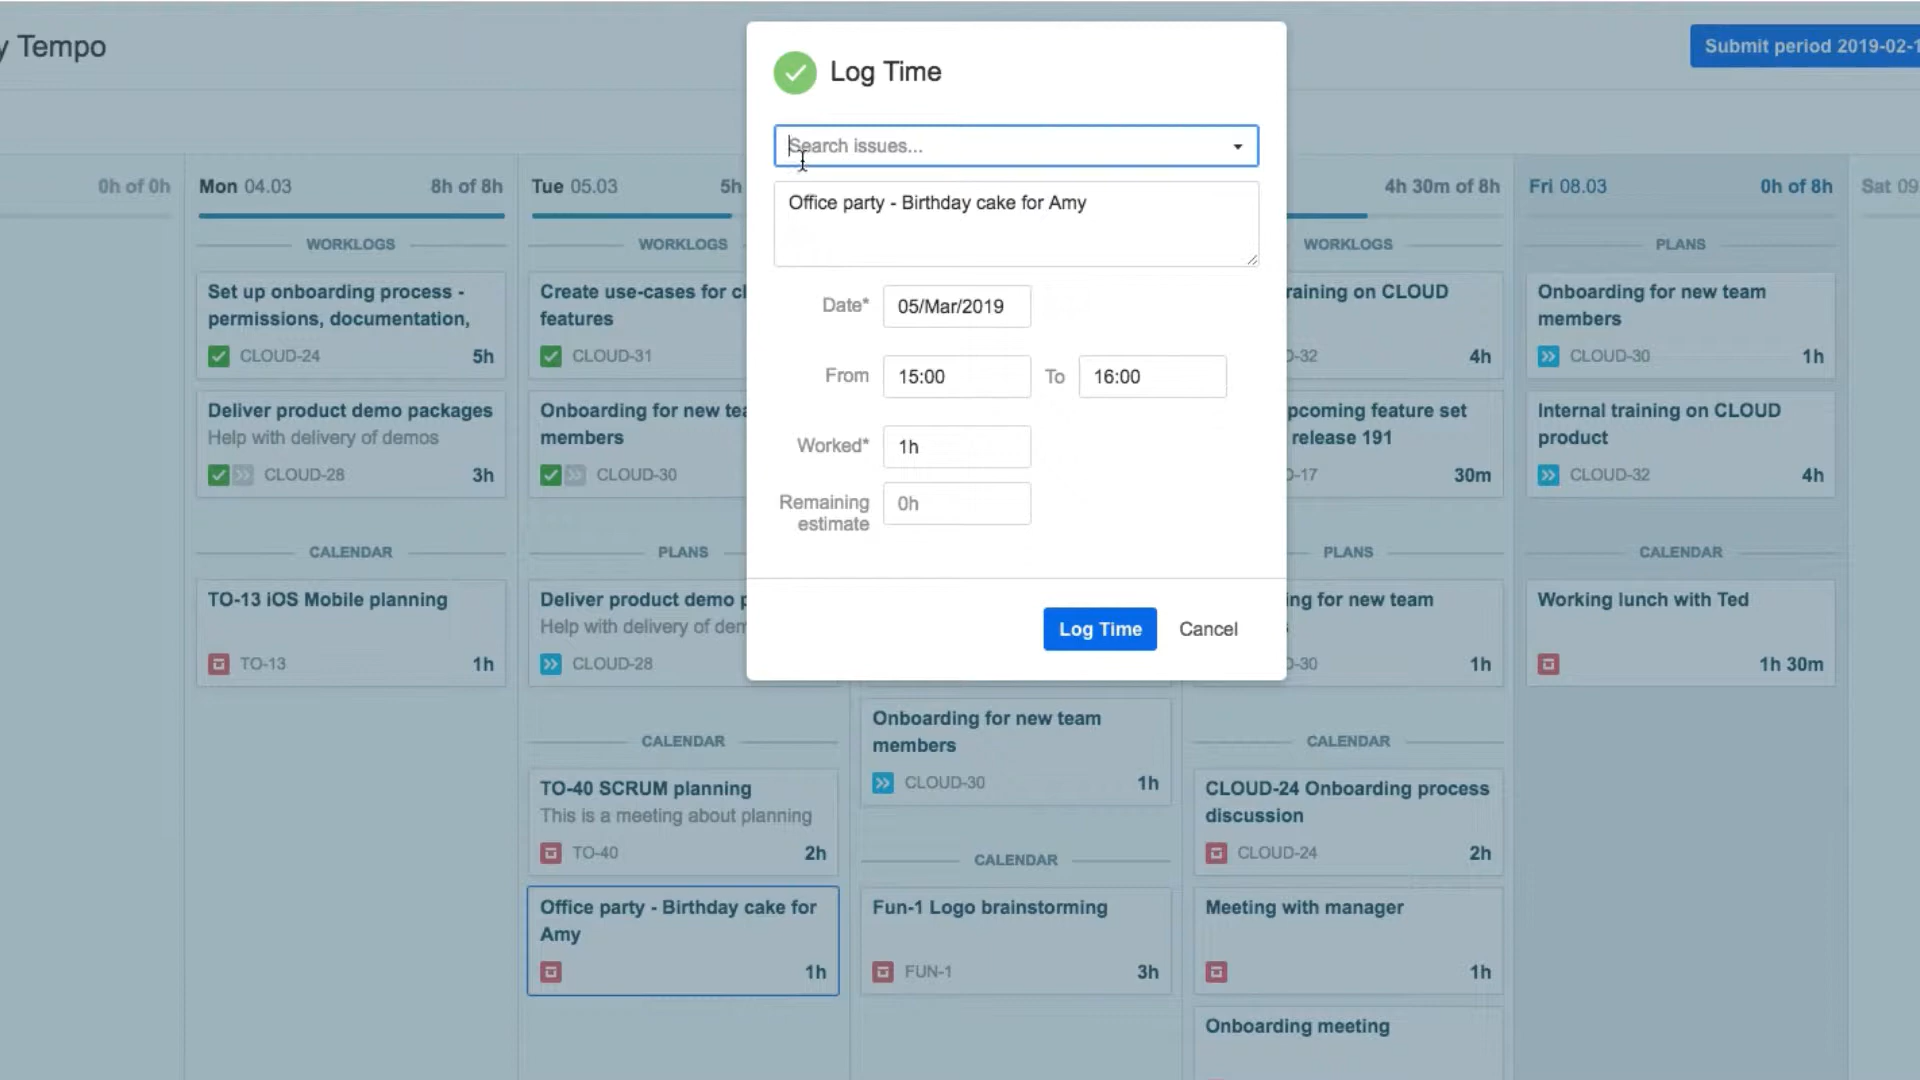 y Tempo
Submit period 2019-02-1
Log Time
Search issues...
Office party - Birthday cake for Amy
Date*
05/Mar/2019
From
15:00
To
16:00
Worked*
1h
Remaining
estimate
0h
Log Time
Cancel
0h of 0h
Mon 04.03
8h of 8h
WORKLOGS
Set up onboarding process -
permissions, documentation,
CLOUD-24
5h
Deliver product demo packages
Help with delivery of demos
CLOUD-28
3h
CALENDAR
TO-13 iOS Mobile planning
TO-13
1h
Tue 05.03
5h
WORKLOGS
Create use-cases for cl
features
CLOUD-31
Onboarding for new tea
members
CLOUD-30
PLANS
Deliver product demo p
Help with delivery of dem
CLOUD-28
CALENDAR
TO-40 SCRUM planning
This is a meeting about planning
TO-40
2h
Office party - Birthday cake for
Amy
1h
Onboarding for new team
members
CLOUD-30
1h
CALENDAR
Fun-1 Logo brainstorming
FUN-1
3h
4h 30m of 8h
WORKLOGS
raining on CLOUD
D-32
4h
pcoming feature set
release 191
D-17
30m
PLANS
ing for new team
D-30
1h
CALENDAR
CLOUD-24 Onboarding process
discussion
CLOUD-24
2h
Meeting with manager
1h
Onboarding meeting
Fri 08.03
0h of 8h
PLANS
Onboarding for new team
members
CLOUD-30
1h
Internal training on CLOUD
product
CLOUD-32
4h
CALENDAR
Working lunch with Ted
1h 30m
Sat 09